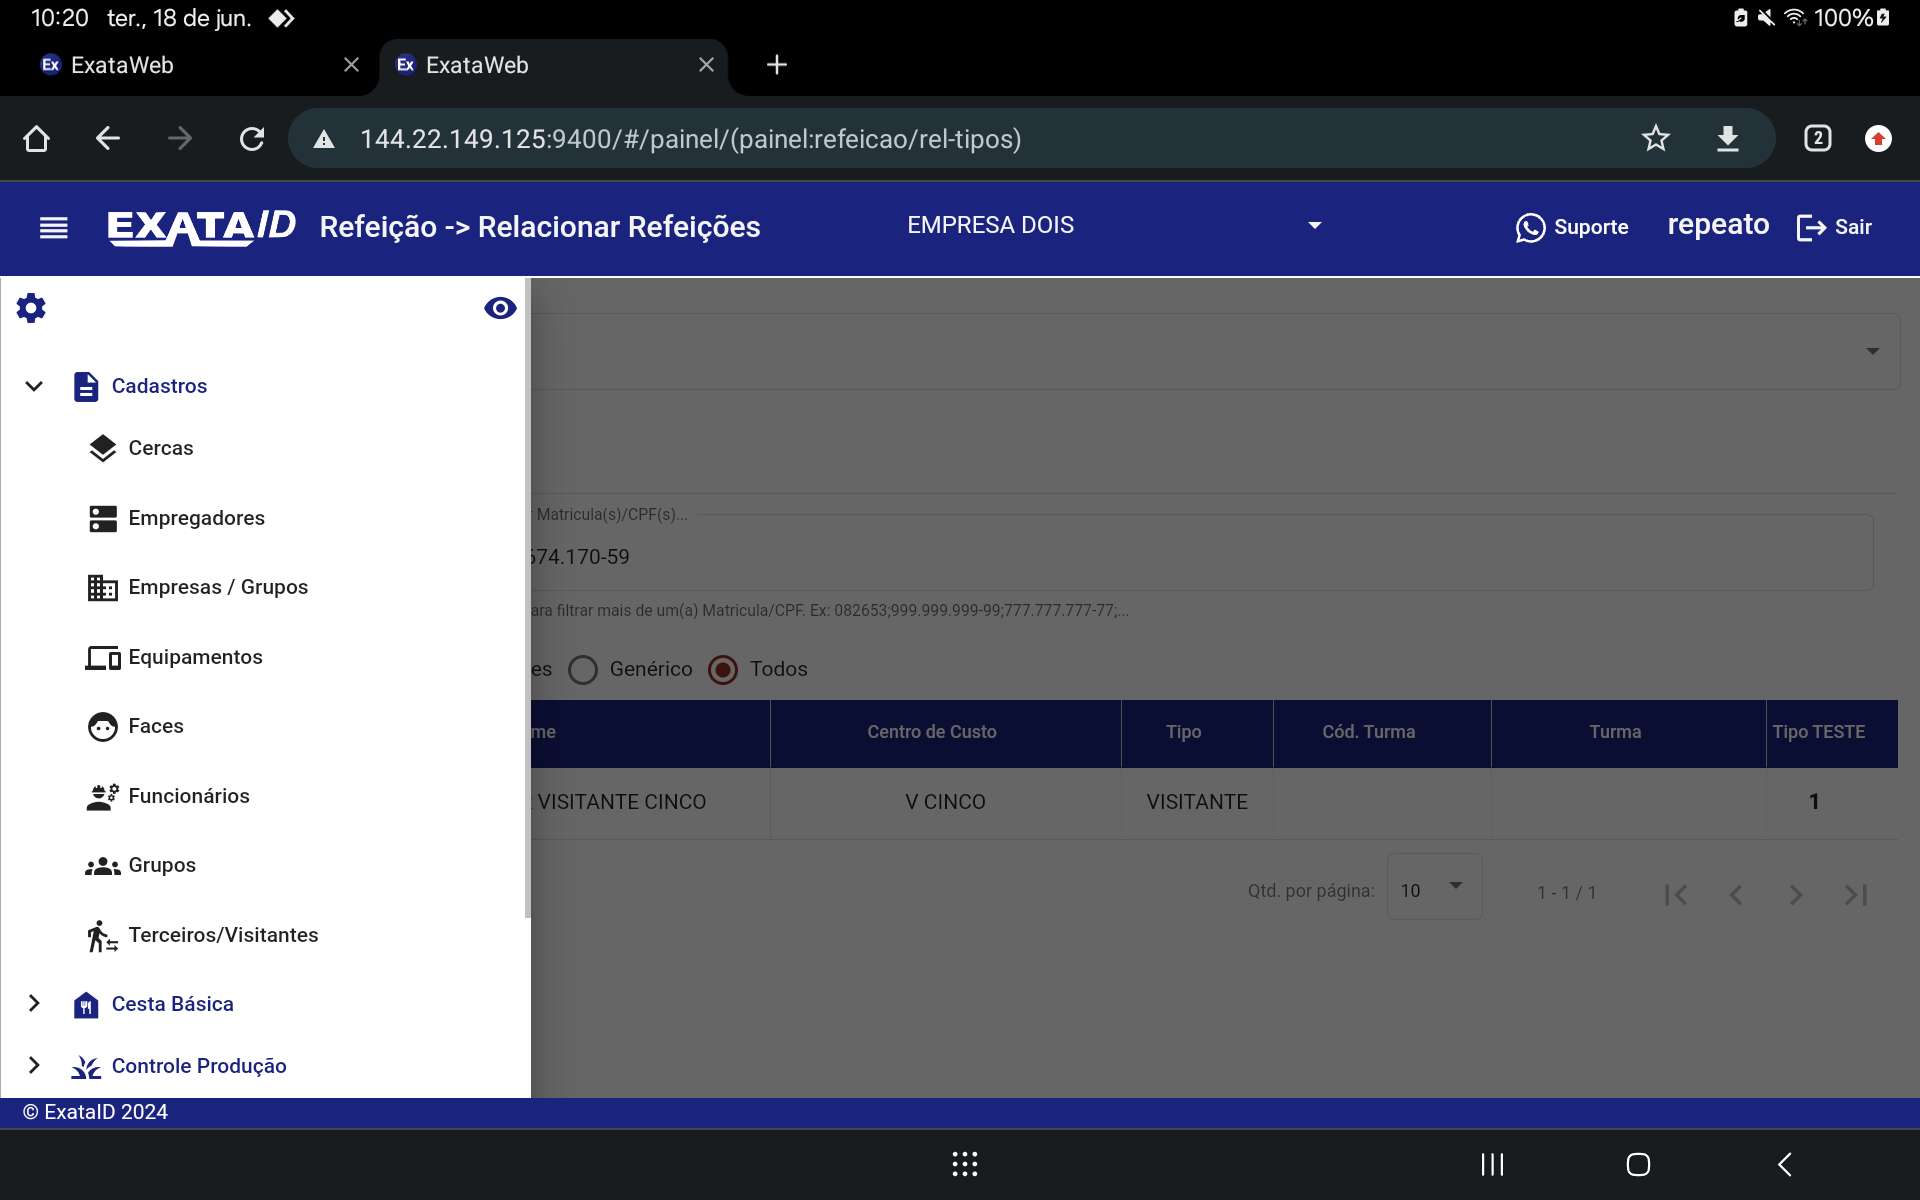 10:20 ter., 18 de jun. 100%
Ex ExataWeb Ex ExataWeb
144.22.149.125:9400/#/painel/(painel:refeicao/rel-tipos) 2
EXATAID Refeição -> Relacionar Refeições EMPRESA DOIS Suporte repeato Sair
Cadastros
Cercas
Empregadores
Empresas / Grupos
Equipamentos
Faces
Funcionários
Grupos
Terceiros/Visitantes
Cesta Básica
Controle Produção
Matricula(s)/CPF(s)...
674.170-59
ara filtrar mais de um(a) Matricula/CPF. Ex: 082653;999.999.999-99;777.777.777-77;...
es Genérico Todos
me Centro de Custo Tipo Cód. Turma Turma Tipo TESTE
VISITANTE CINCO V CINCO VISITANTE 1
Qtd. por página: 10 1 - 1 / 1
© ExataID 2024